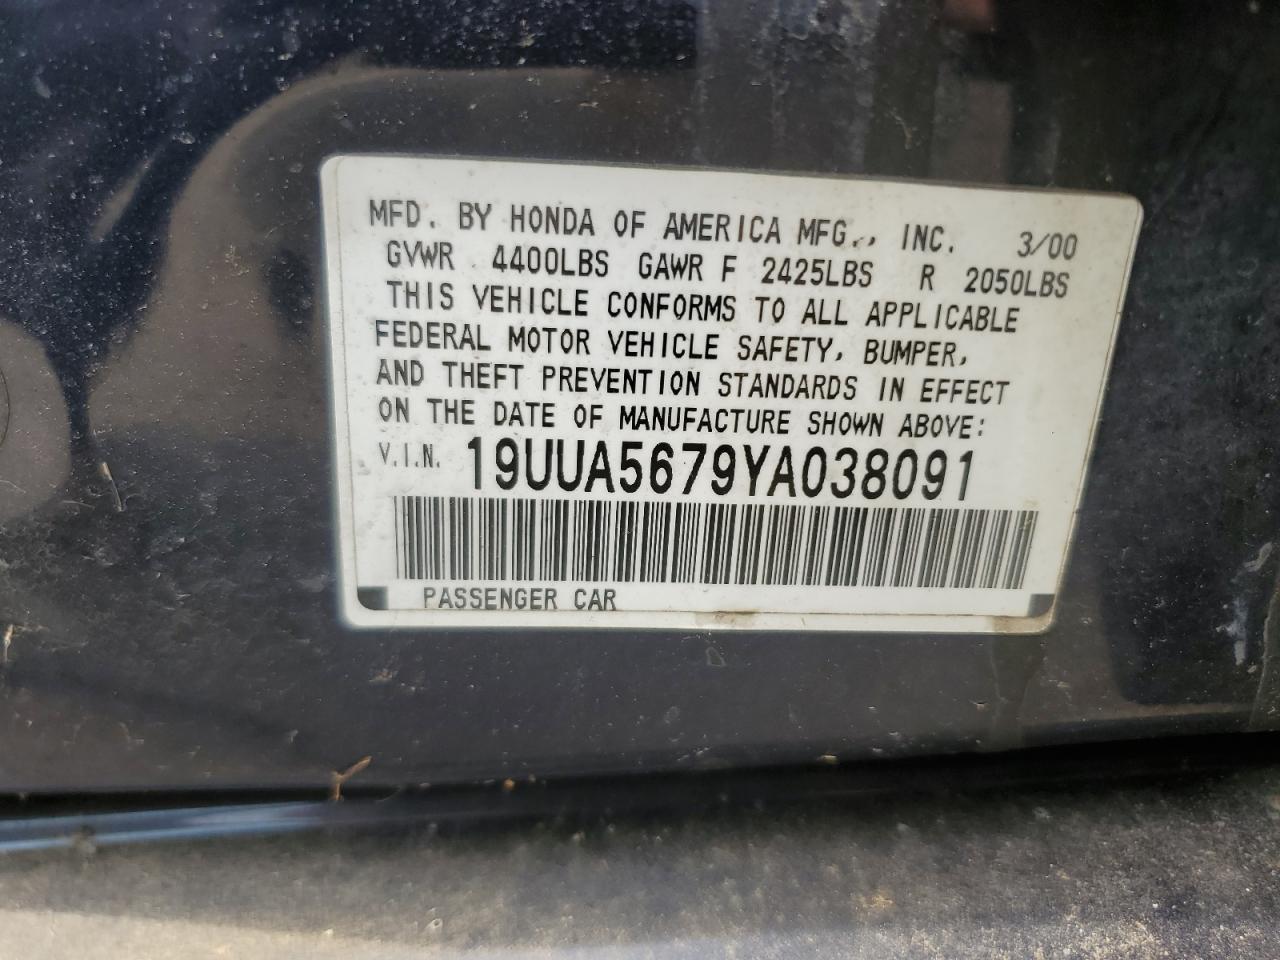 MFD. BY HONDA OF AMERICA MFG., INC. 3/00
GVWR 4400LBS GAWR F 2425LBS R 2050LBS
THIS VEHICLE CONFORMS TO ALL APPLICABLE
FEDERAL MOTOR VEHICLE SAFETY, BUMPER,
AND THEFT PREVENTION STANDARDS IN EFFECT
ON THE DATE OF MANUFACTURE SHOWN ABOVE:
V.I.N. 19UUA5679YA038091
PASSENGER CAR